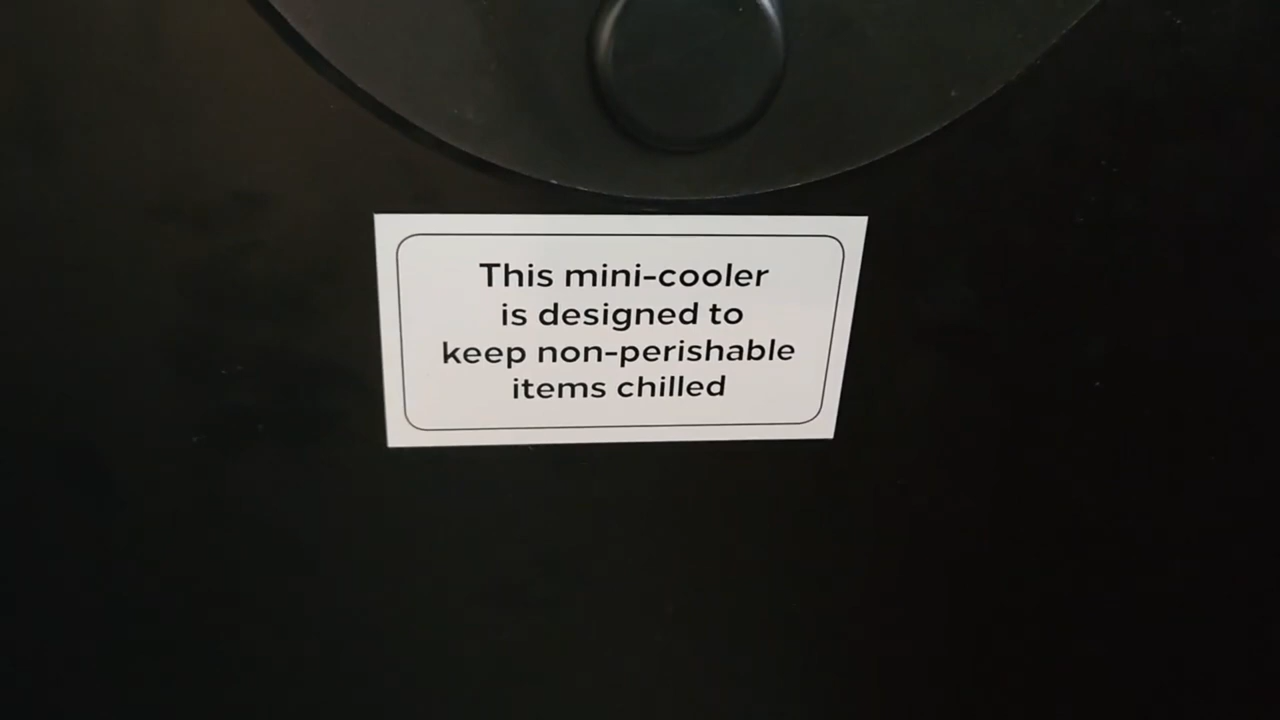 This mini-cooler
is designed to
keep non-perishable
items chilled